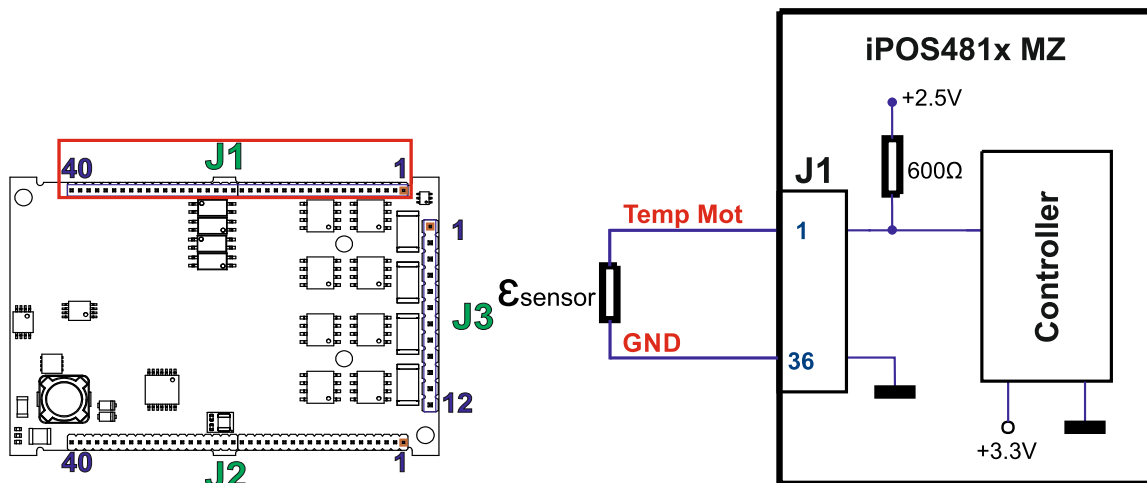 40
J1
1
1
J3
12
40
J2
1
iPOS481x MZ
+2.5V
600Ω
J1
Temp Mot
1
εsensor
GND
36
Controller
+3.3V